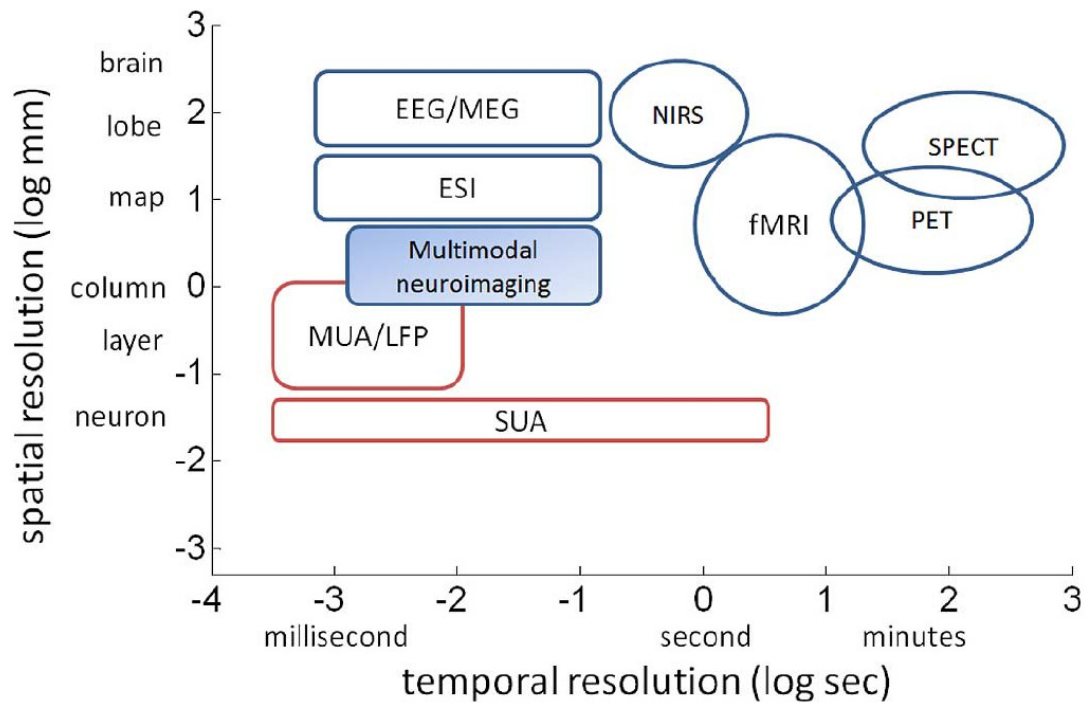 3
brain
EEG/MEG
NIRS
2
lobe
SPECT
ESI
map
1
fMRI
PET
Multimodal
neuroimaging
column
0
layer
MUA/LFP
-1
neuron
SUA
-2
-3
spatial resolution (log mm)
-4
-3
-2
-1
0
1
2
3
millisecond
second
minutes
temporal resolution (log sec)